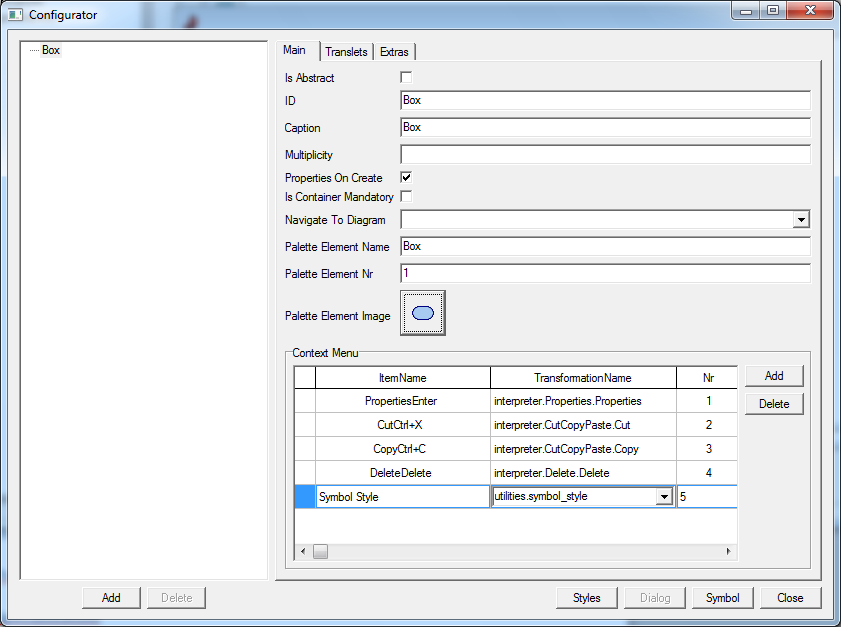 Configurator
Box
Main Translets Extras
Is Abstract
ID Box
Caption Box
Multiplicity
Properties On Create
Is Container Mandatory
Navigate To Diagram
Palette Element Name Box
Palette Element Nr 1
Palette Element Image
Context Menu
ItemName TransformationName Nr
PropertiesEnter interpreter.Properties.Properties 1
CutCtrl+X interpreter.CutCopyPaste.Cut 2
CopyCtrl+C interpreter.CutCopyPaste.Copy 3
DeleteDelete interpreter.Delete.Delete 4
Symbol Style utilities.symbol_style 5
Add
Delete
Add Delete Styles Dialog Symbol Close